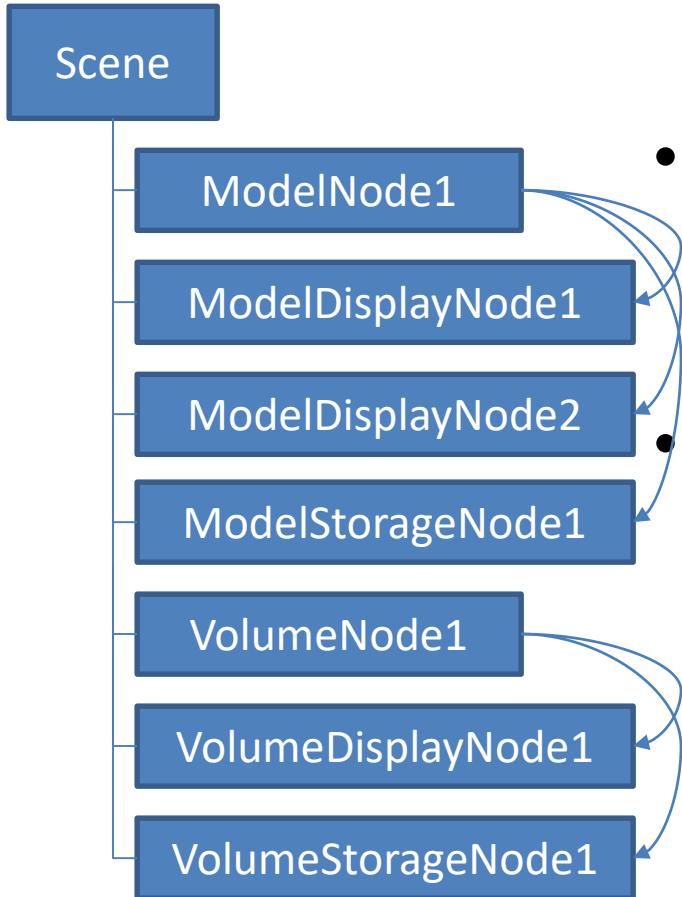 Scene
ModelNode1
ModelDisplayNode1
ModelDisplayNode2
ModelStorageNode1
VolumeNode1
VolumeDisplayNode1
VolumeStorageNode1